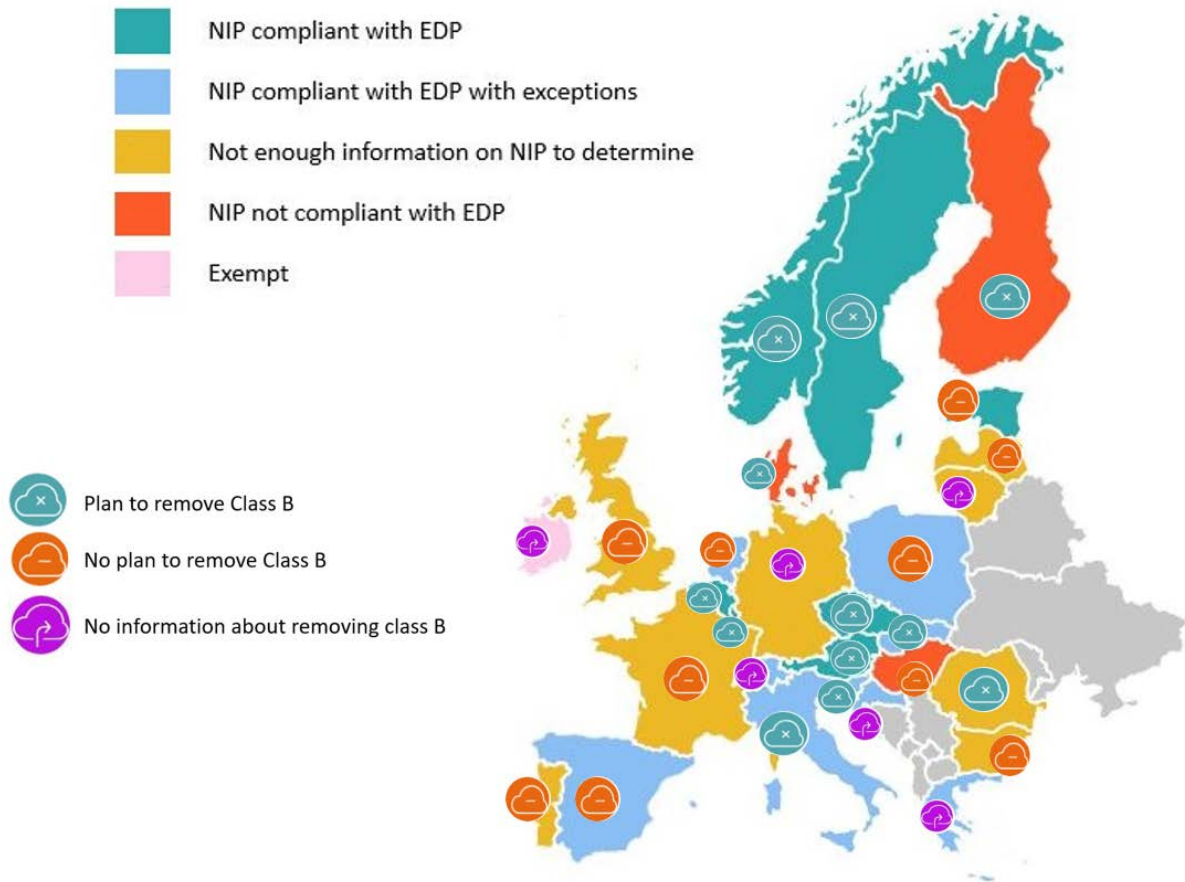 NIP compliant with EDP
NIP compliant with EDP with exceptions
Not enough information on NIP to determine
NIP not compliant with EDP
Exempt
Plan to remove Class B
No plan to remove Class B
No information about removing class B